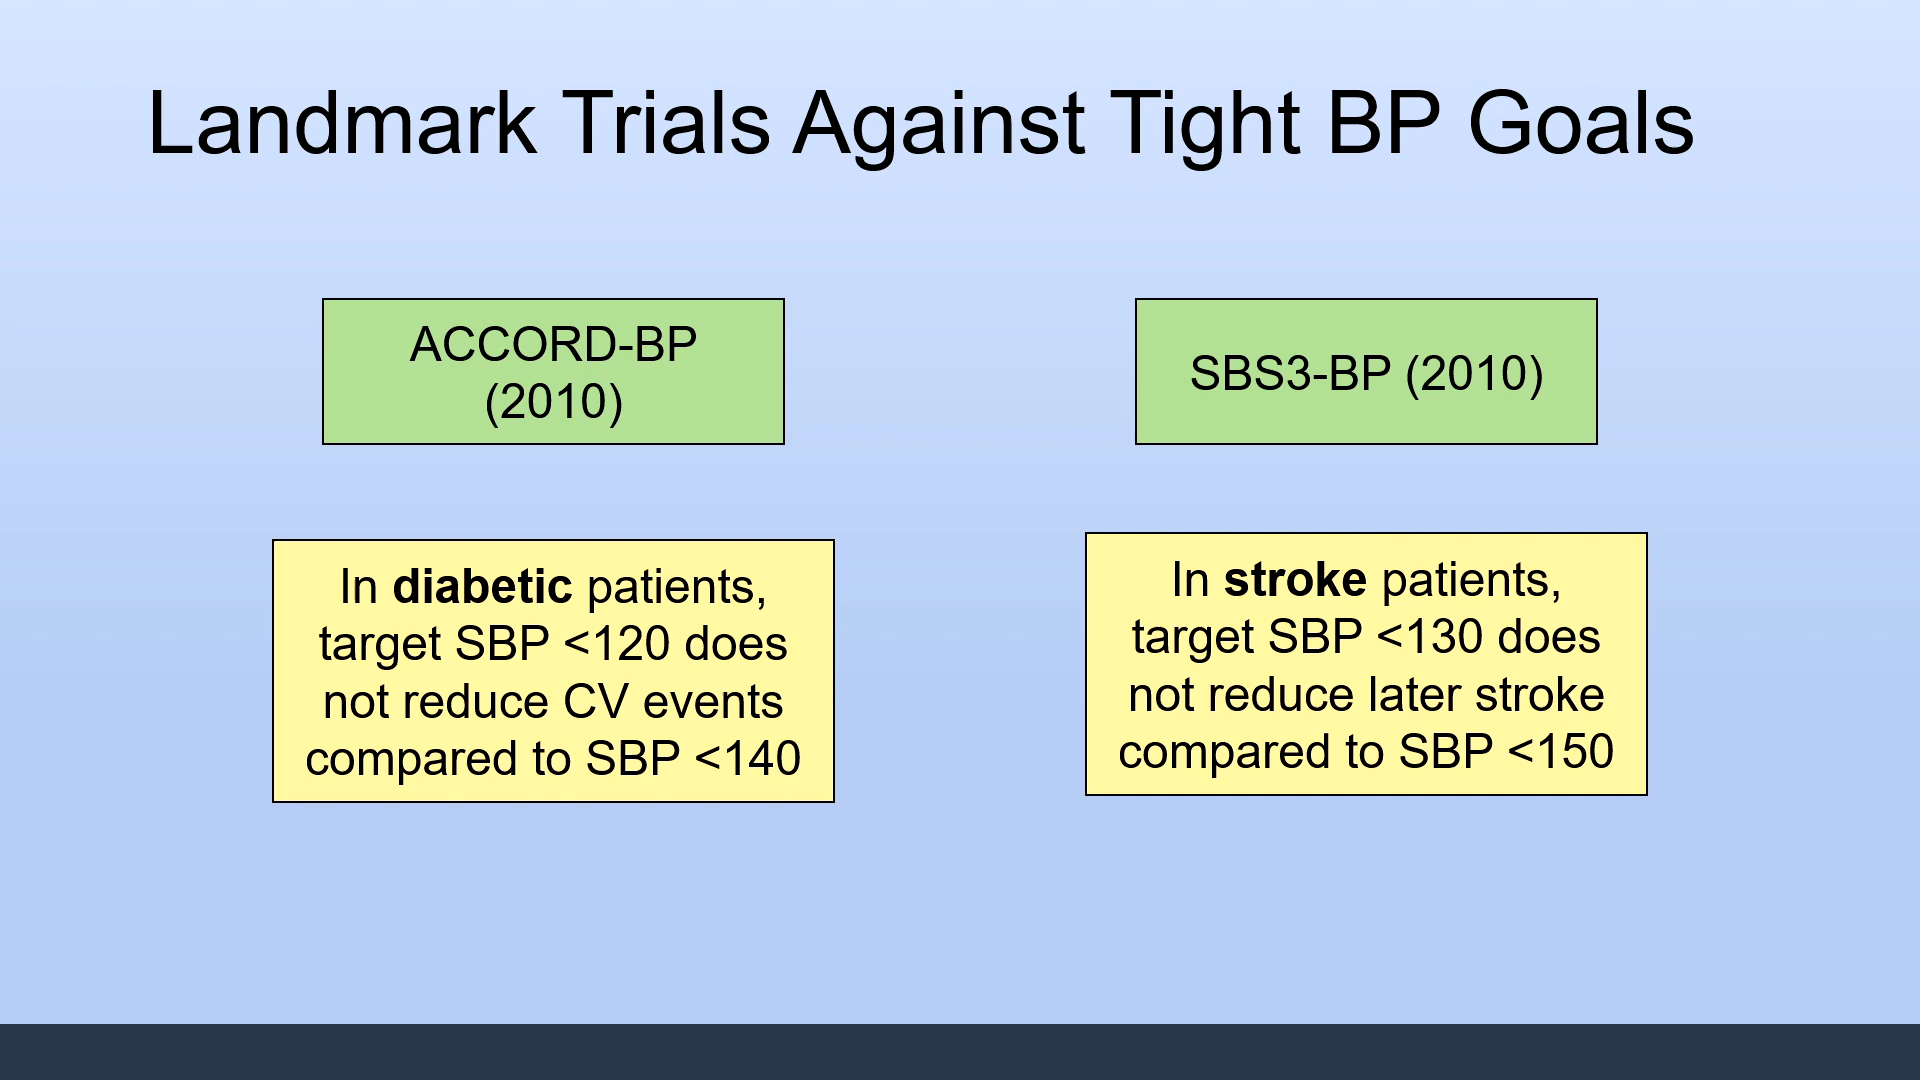 Landmark Trials Against Tight BP Goals
ACCORD-BP
(2010)
SBS3-BP (2010)
In diabetic patients,
target SBP <120 does
not reduce CV events
compared to SBP <140
In stroke patients,
target SBP <130 does
not reduce later stroke
compared to SBP <150